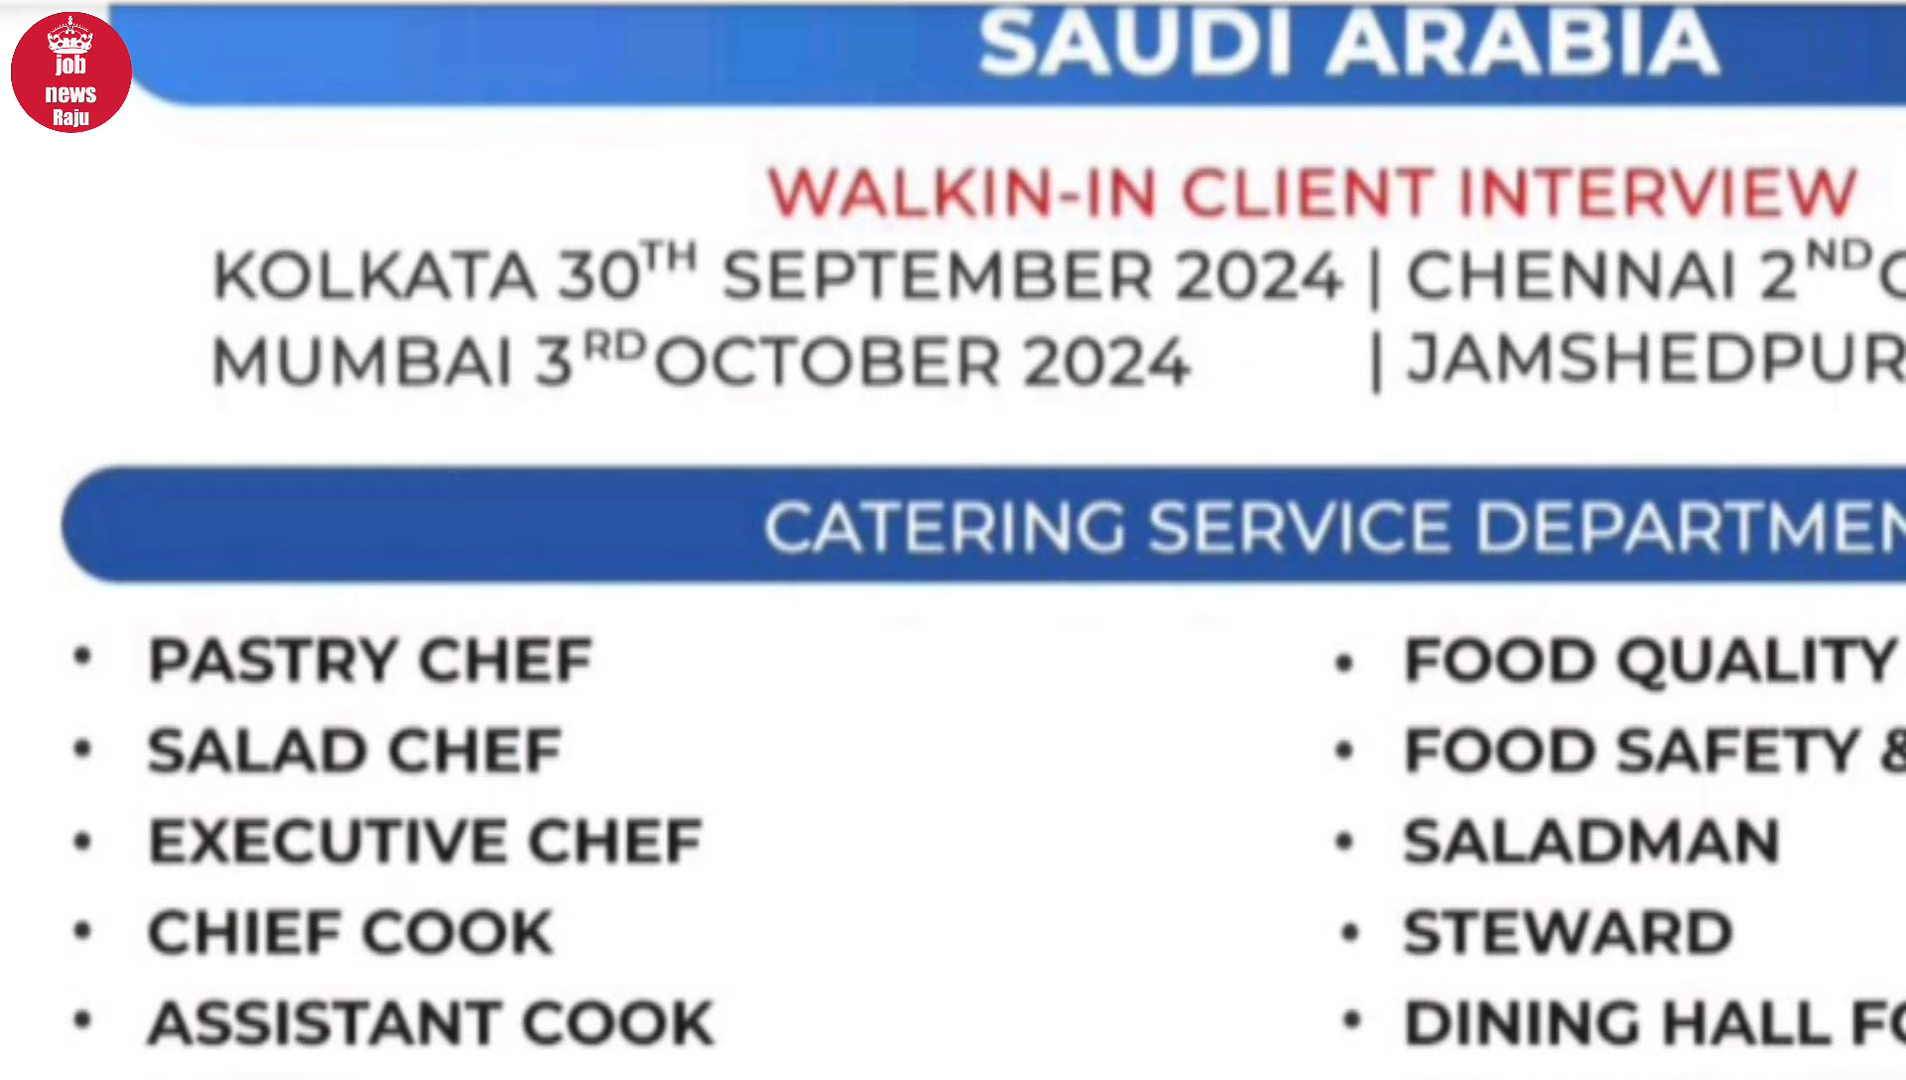 job
news
Raju
SAUDI ARABIA
WALKIN-IN CLIENT INTERVIEW
KOLKATA 30TH SEPTEMBER 2024 | CHENNAI 2ND
MUMBAI 3RD OCTOBER 2024 | JAMSHEDPUR
CATERING SERVICE DEPARTMEN
• PASTRY CHEF
• SALAD CHEF
• EXECUTIVE CHEF
• CHIEF COOK
• ASSISTANT COOK
• FOOD QUALITY
• FOOD SAFETY &
• SALADMAN
• STEWARD
• DINING HALL